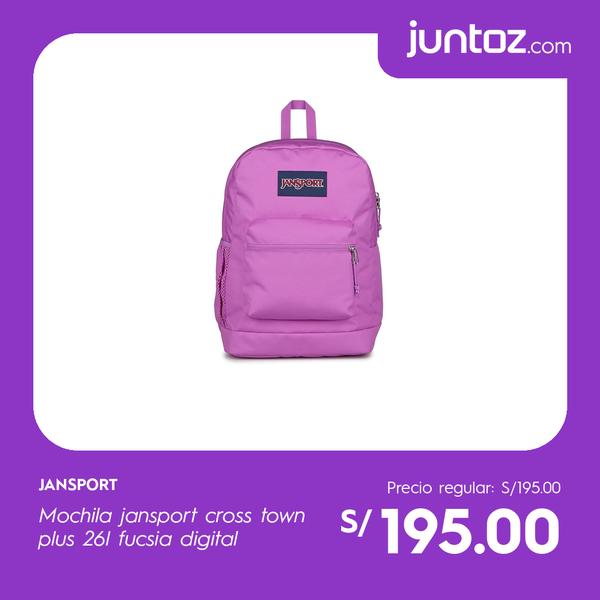 juntoz.com
JANSPORT
JANSPORT
Mochila jansport cross town
plus 26l fucsia digital
Precio regular: S/195.00
S/195.00